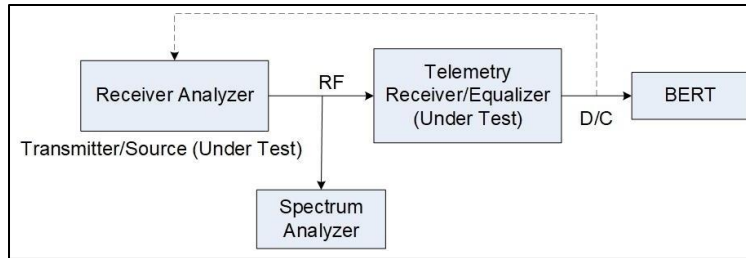 Receiver Analyzer
RF
Telemetry
Receiver/Equalizer
(Under Test)
D/C
BERT
Transmitter/Source (Under Test)
Spectrum
Analyzer